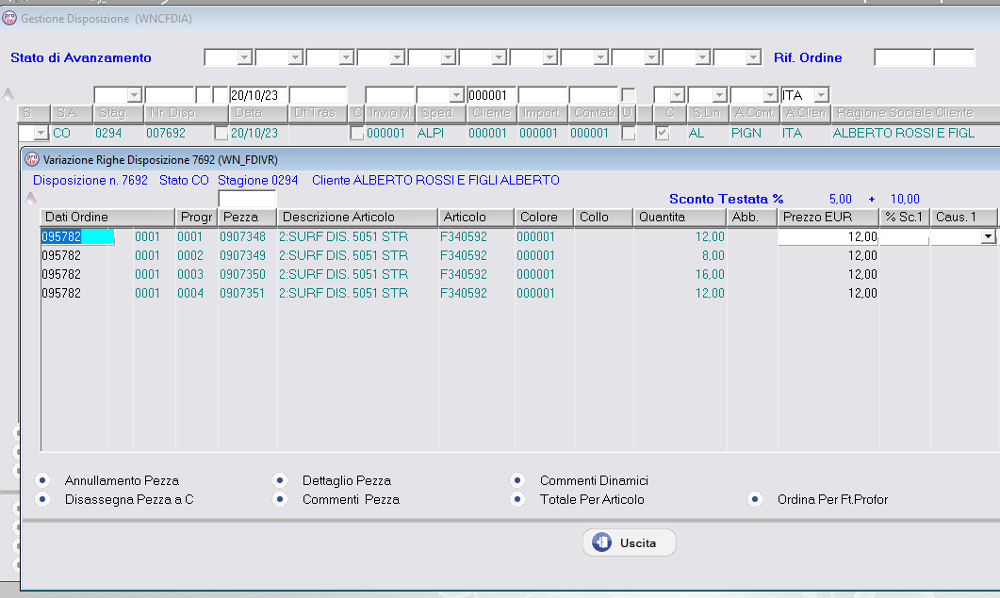 Gestione Disposizione (WNCFDIA)
Stato di Avanzamento Rif. Ordine
20/10/23 000001 ITA
S S.A. Stag. Nr. Disp. Data Dt Tras C Invio M. Sped. Cliente Import. Contab. U C S.Lin. A.Cont. A.Clien Ragione Sociale Cliente
CO 0294 007692 20/10/23 000001 ALPI 000001 000001 000001 AL PIGN ITA ALBERTO ROSSI E FIGL
Variazione Righe Disposizione 7692 (WN_FDIVR)
Disposizione n. 7692 Stato CO Stagione 0294 Cliente ALBERTO ROSSI E FIGLI ALBERTO
Sconto Testata % 5,00 + 10,00
Dati Ordine Progr Pezza Descrizione Articolo Articolo Colore Collo Quantita Abb. Prezzo EUR % Sc.1 Caus. 1
095782 0001 0001 0907348 2:SURF DIS. 5051 STR F340592 000001 12,00 12,00
095782 0001 0002 0907349 2:SURF DIS. 5051 STR F340592 000001 8,00 12,00
095782 0001 0003 0907350 2:SURF DIS. 5051 STR F340592 000001 16,00 12,00
095782 0001 0004 0907351 2:SURF DIS. 5051 STR F340592 000001 12,00 12,00
Annullamento Pezza Dettaglio Pezza Commenti Dinamici
Disassegna Pezza a C Commenti Pezza Totale Per Articolo Ordina Per Ft.Profor
Uscita